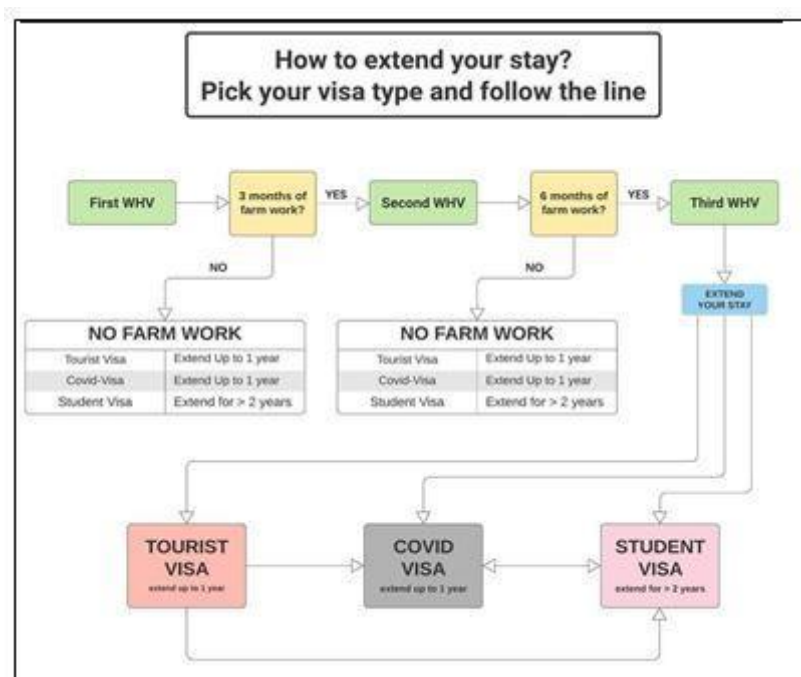 How to extend your stay?
Pick your visa type and follow the line
First WHV
3 months of
farm work?
YES
Second WHV
6 months of
farm work?
YES
Third WHV
NO
NO
EXTEND
YOUR STAY
NO FARM WORK
Tourist Visa Extend Up to 1 year
Covid-Visa Extend Up to 1 year
Student Visa Extend for > 2 years
NO FARM WORK
Tourist Visa Extend Up to 1 year
Covid-Visa Extend Up to 1 year
Student Visa Extend for > 2 years
TOURIST
VISA
extend up to 1 year
COVID
VISA
extend up to 1 year
STUDENT
VISA
extend for > 2 years